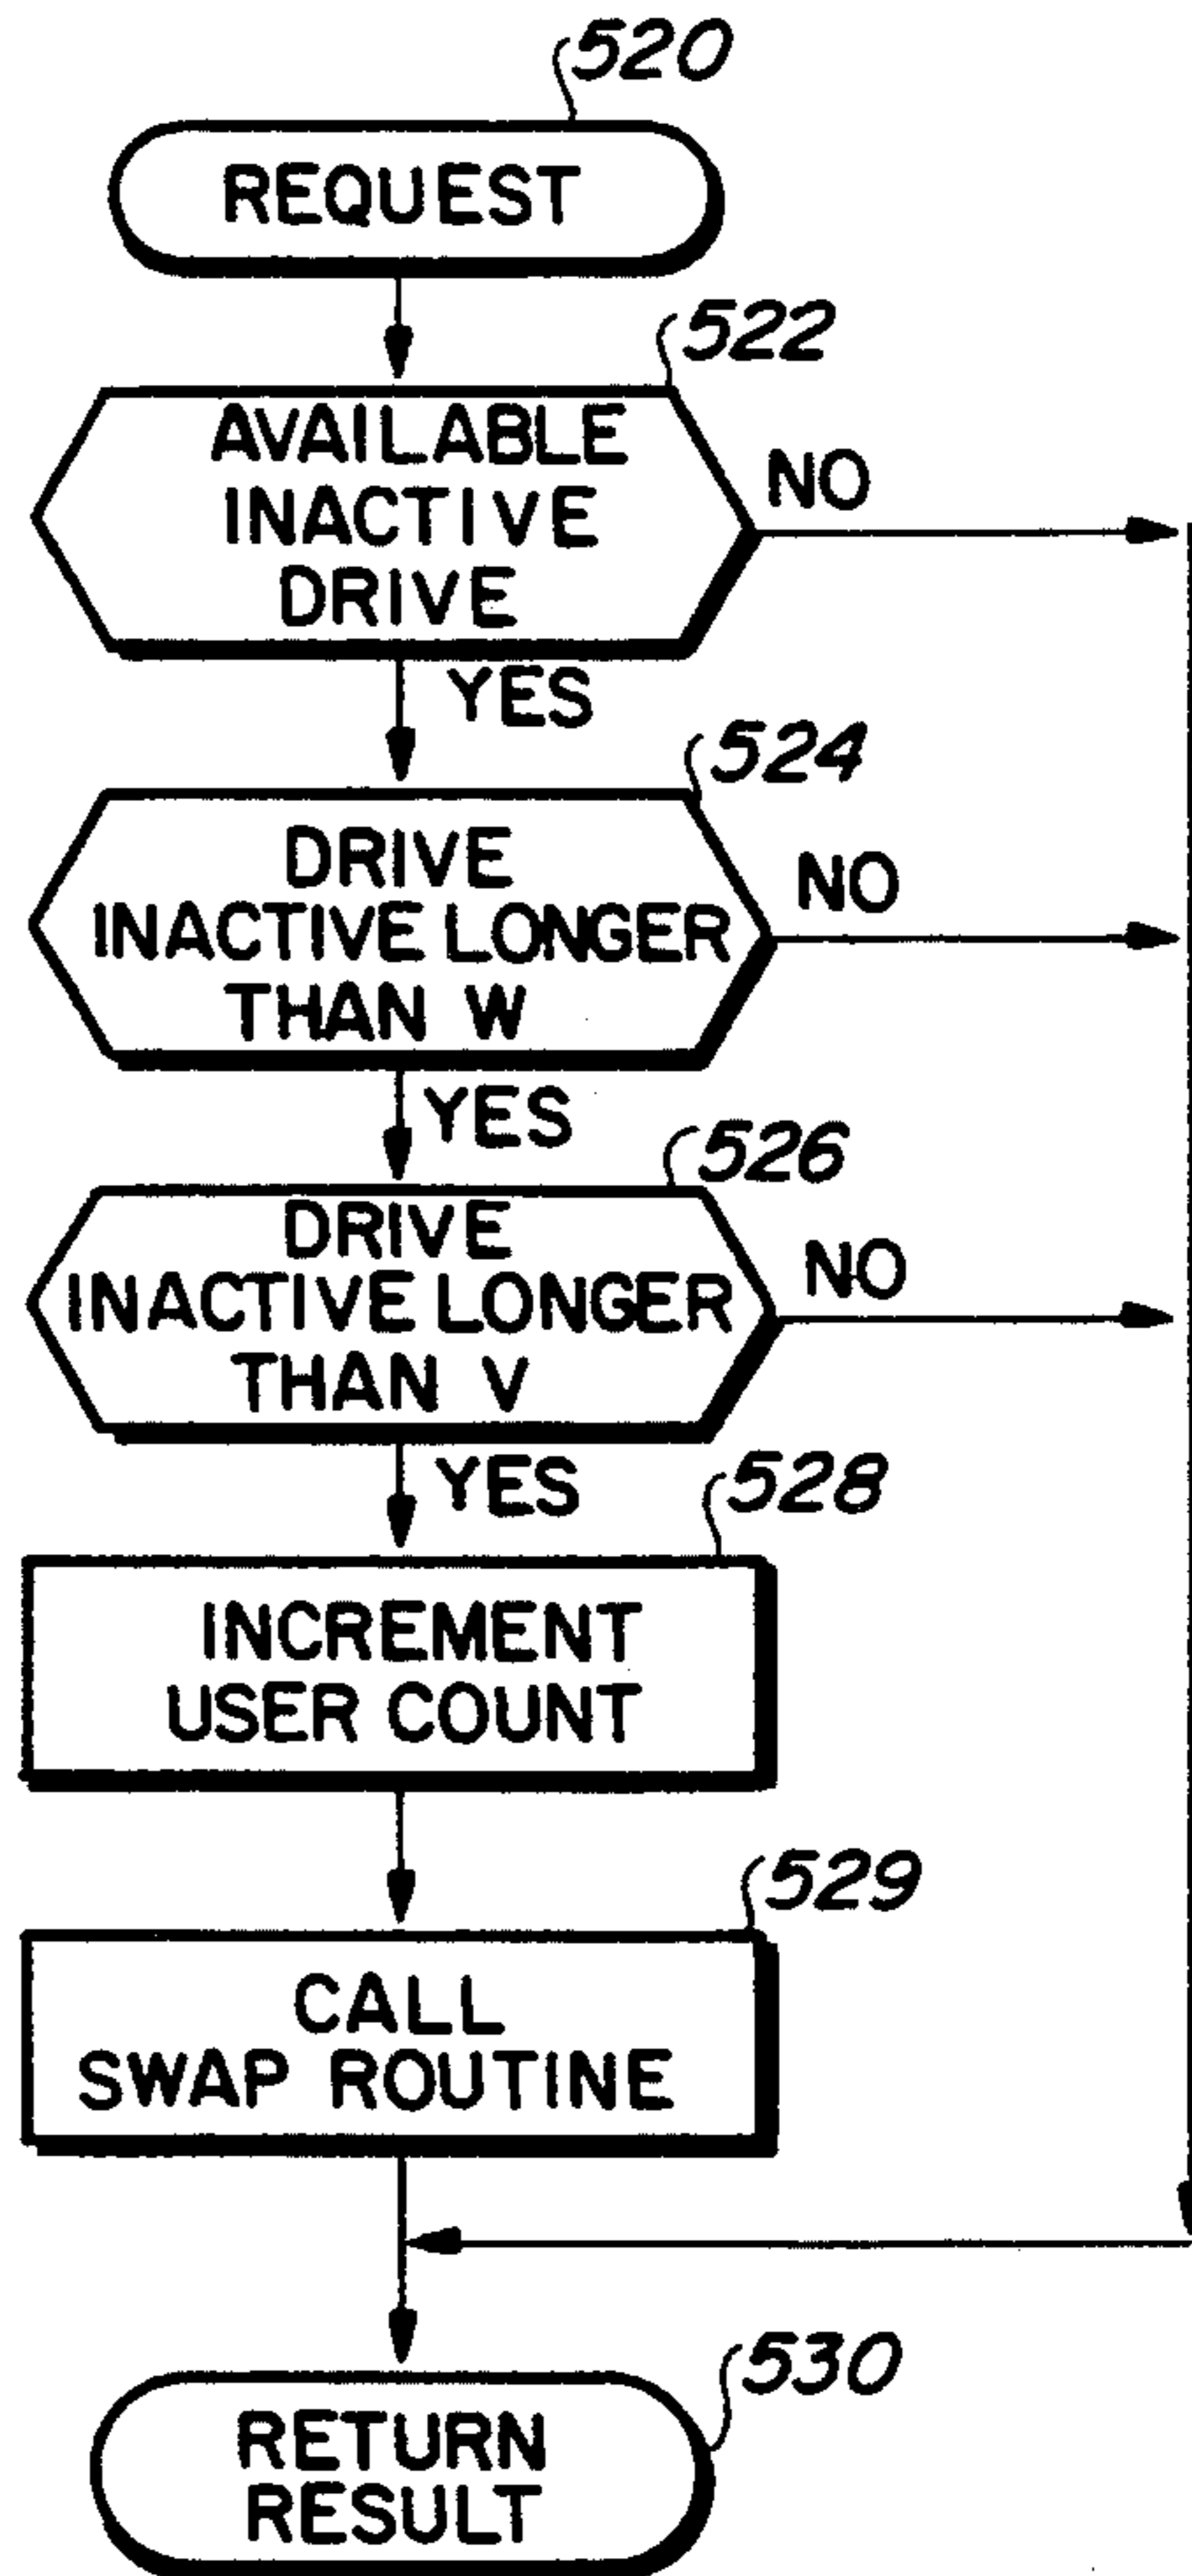 520
REQUEST
522
AVAILABLE
INACTIVE
DRIVE
NO
YES
524
DRIVE
INACTIVE LONGER
THAN W
NO
YES
526
DRIVE
INACTIVE LONGER
THAN V
NO
YES
528
INCREMENT
USER COUNT
529
CALL
SWAP ROUTINE
530
RETURN
RESULT